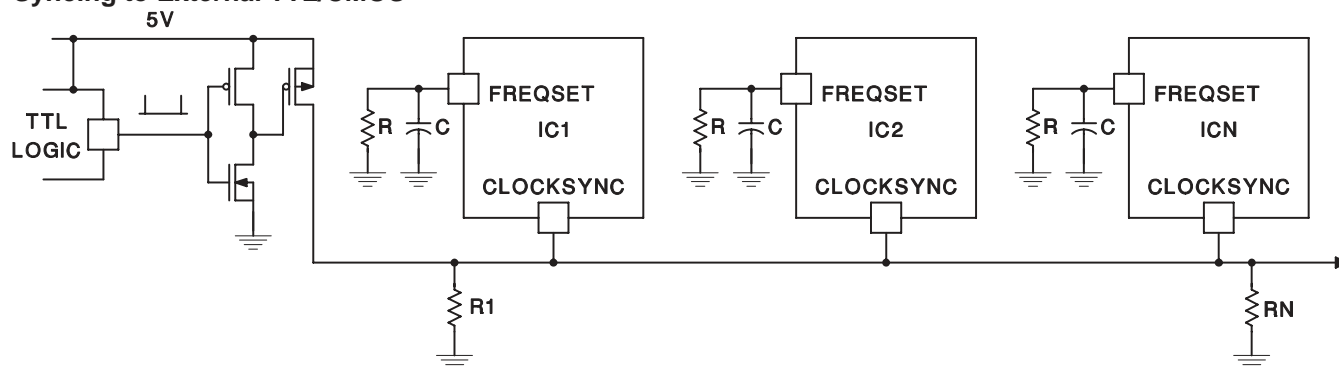 Syncing to External TTL/CMOS
5V
TTL
LOGIC
R
C
FREQSET
IC1
CLOCKSYNC
R
C
FREQSET
IC2
CLOCKSYNC
R
C
FREQSET
ICN
CLOCKSYNC
R1
RN